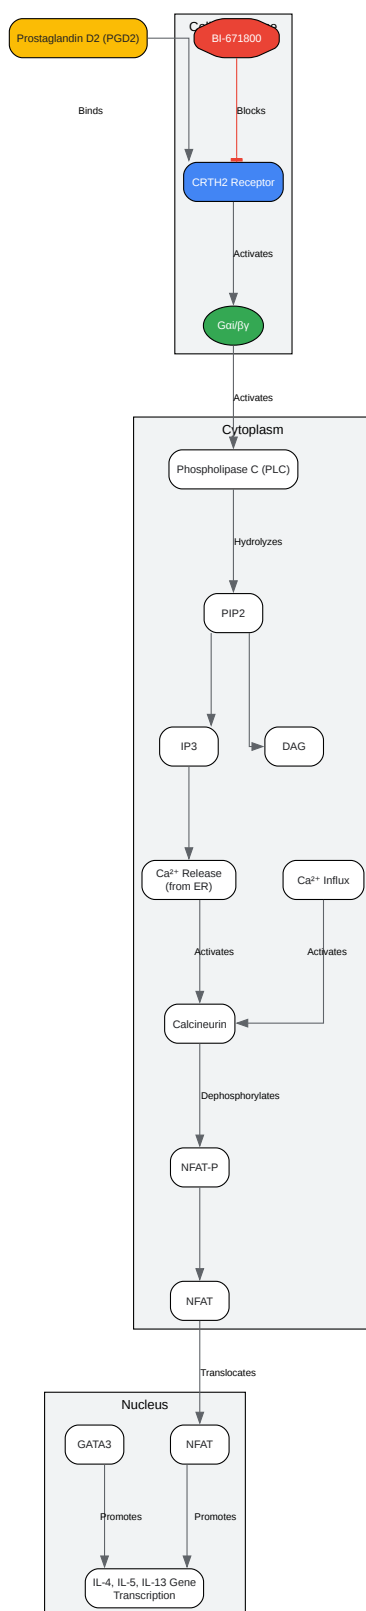 Prostaglandin D2 (PGD2)
BI-671800
Binds
Blocks
CRTH2 Receptor
Activates
Gαi/βγ
Activates
Cytoplasm
Phospholipase C (PLC)
Hydrolyzes
PIP2
IP3
DAG
Ca²⁺ Release
(from ER)
Ca²⁺ Influx
Activates
Activates
Calcineurin
Dephosphorylates
NFAT-P
NFAT
Translocates
Nucleus
GATA3
NFAT
Promotes
Promotes
IL-4, IL-5, IL-13 Gene
Transcription